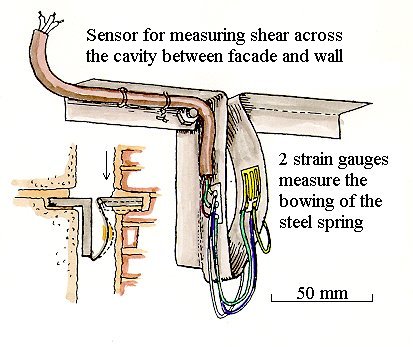 Sensor for measuring shear across
the cavity between facade and wall
2 strain gauges
measure the
bowing of the
steel spring
50 mm